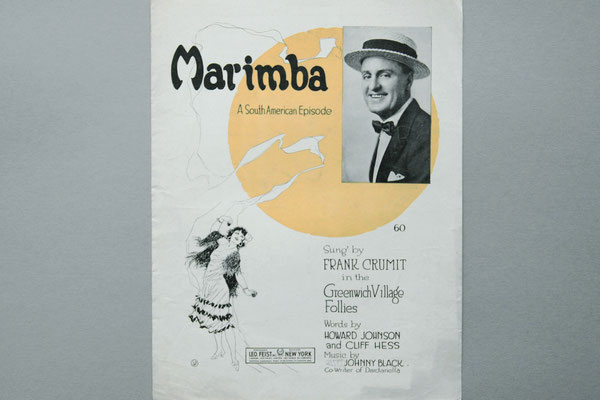 Marimba
A South American Episode
60
Sung by
FRANK CRUMIT
in the
Greenwich Village
Follies
Words by
HOWARD JOHNSON
and CLIFF HESS
Music by
JOHNNY BLACK
Co-writer of Dardanella
LEO FEIST NEW YORK